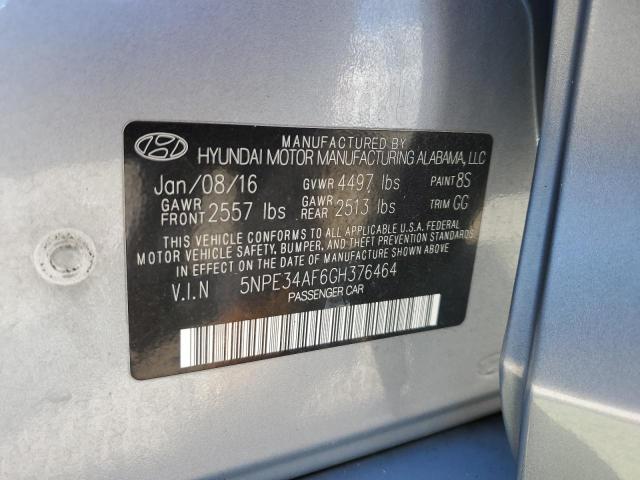 MANUFACTURED BY
HYUNDAI MOTOR MANUFACTURING ALABAMA, LLC
Jan/08/16 GVWR 4497 lbs PAINT 8S
GAWR FRONT 2557 lbs GAWR REAR 2513 lbs TRIM GG
THIS VEHICLE CONFORMS TO ALL APPLICABLE U.S.A. FEDERAL
MOTOR VEHICLE SAFETY, BUMPER, AND THEFT PREVENTION STANDARDS
IN EFFECT ON THE DATE OF MANUFACTURE SHOWN ABOVE.
V.I.N 5NPE34AF6GH376464
PASSENGER CAR